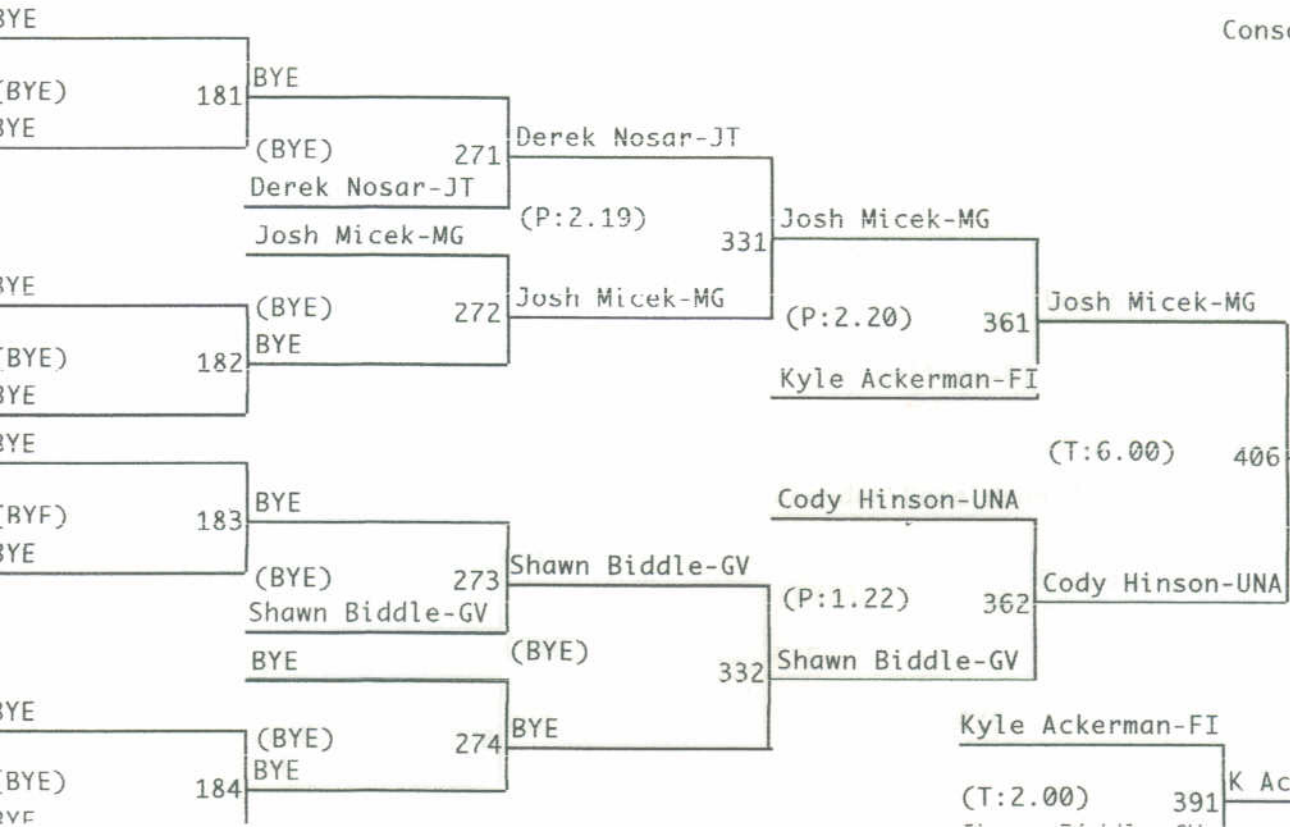 BYE
(BYE)
181
BYE
BYE
(BYE)
271
Derek Nosar-JT
Derek Nosar-JT
(P:2.19)
331
Josh Micek-MG
BYE
(BYE)
272
Josh Micek-MG
(BYE)
182
BYE
BYE
Josh Micek-MG
(P:2.20)
361
Josh Micek-MG
Kyle Ackerman-FI
(T:6.00)
406
BYE
(BYF)
183
BYE
BYE
(BYE)
273
Shawn Biddle-GV
Shawn Biddle-GV
(BYE)
332
Cody Hinson-UNA
(P:1.22)
362
Cody Hinson-UNA
Shawn Biddle-GV
BYE
BYE
(BYE)
274
BYE
(BYE)
184
BYE
Kyle Ackerman-FI
(T:2.00)
391
K Ac
Conso